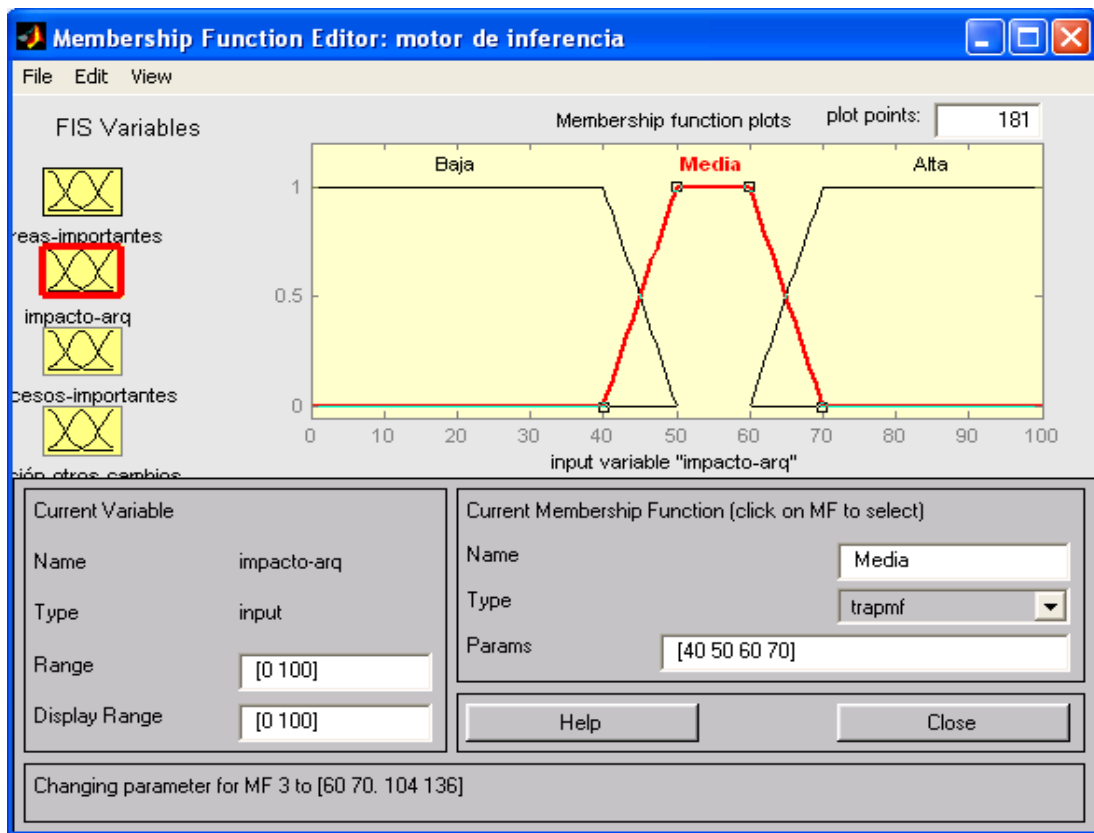 Membership Function Editor: motor de inferencia
File Edit View
FIS Variables
Membership function plots plot points: 181
reas-importantes
impacto-arq
cesos-importantes
ción otros cambios
Baja Media Alta
1
0.5
0
0 10 20 30 40 50 60 70 80 90 100
input variable "impacto-arq"
Current Variable
Name impacto-arq
Type input
Range [0 100]
Display Range [0 100]
Current Membership Function (click on MF to select)
Name Media
Type trapmf
Params [40 50 60 70]
Help Close
Changing parameter for MF 3 to [60 70. 104 136]